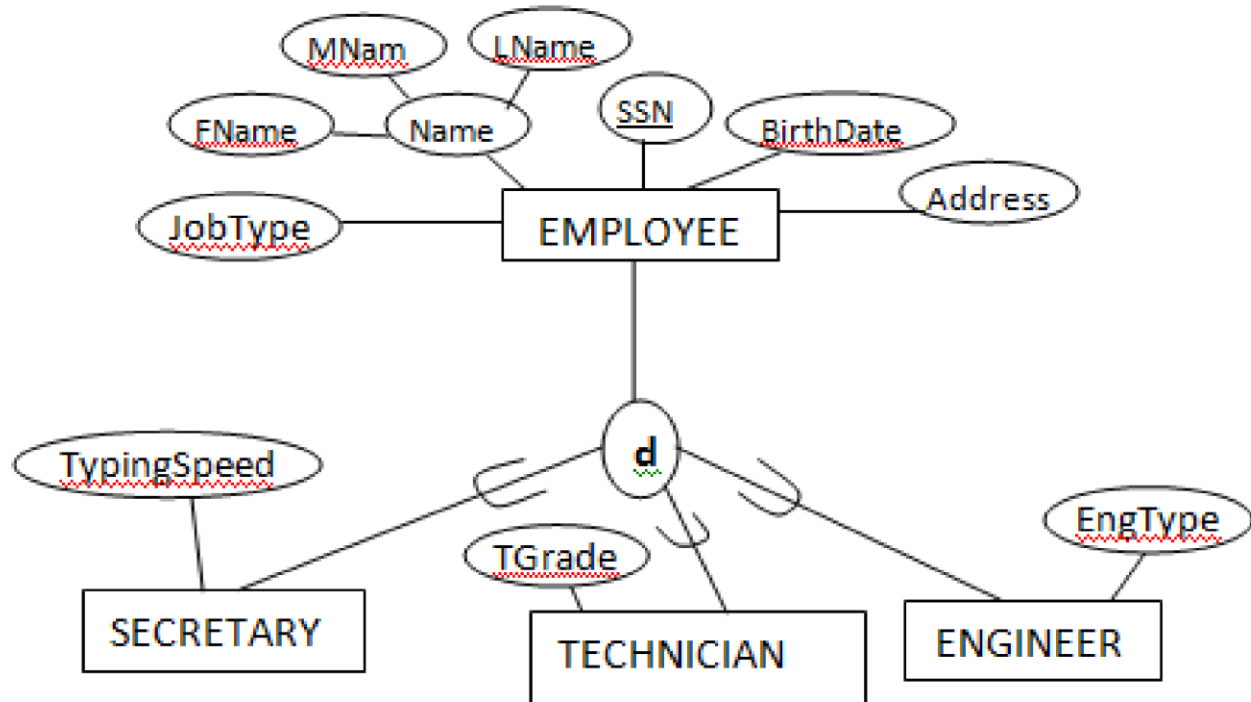 MNam
LName
FName
Name
SSN
BirthDate
Address
JobType
EMPLOYEE
d
TypingSpeed
TGrade
EngType
SECRETARY
TECHNICIAN
ENGINEER